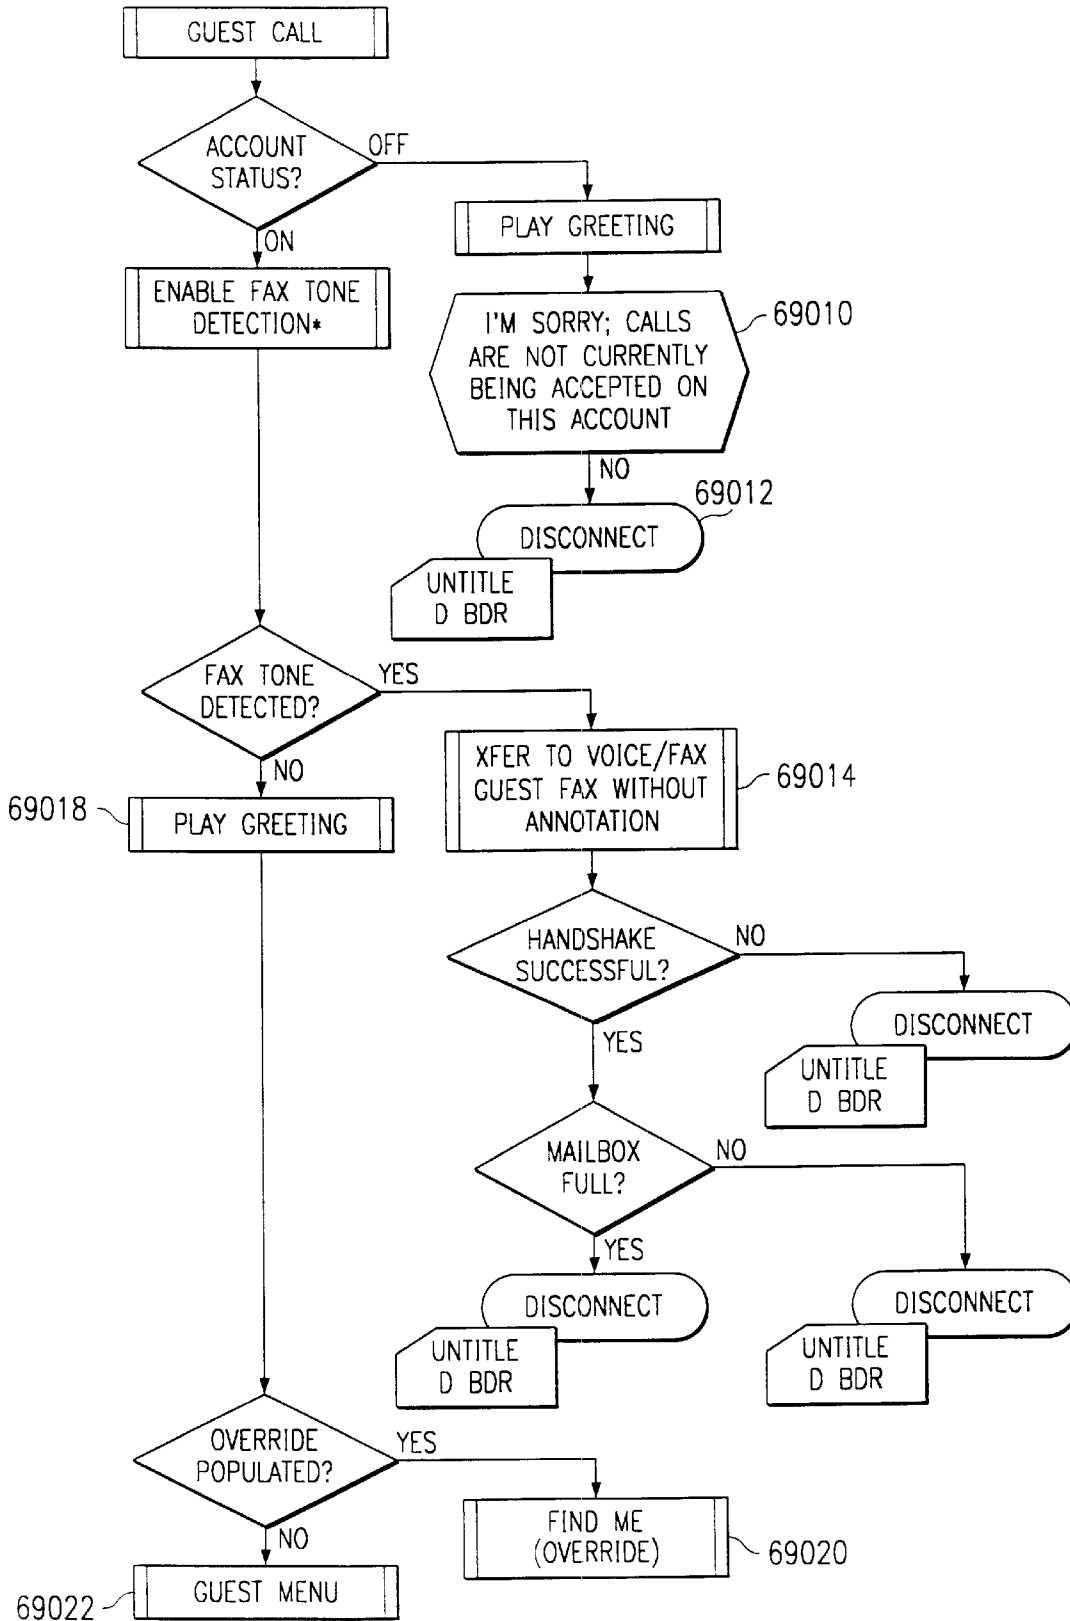 GUEST CALL
ACCOUNT
STATUS?
OFF
ON
PLAY GREETING
ENABLE FAX TONE
DETECTION*
I'M SORRY; CALLS
ARE NOT CURRENTLY
BEING ACCEPTED ON
THIS ACCOUNT
69010
NO
69012
DISCONNECT
UNTITLE
D BDR
FAX TONE
DETECTED?
YES
NO
XFER TO VOICE/FAX
GUEST FAX WITHOUT
ANNOTATION
69014
69018
PLAY GREETING
HANDSHAKE
SUCCESSFUL?
NO
YES
DISCONNECT
UNTITLE
D BDR
MAILBOX
FULL?
NO
YES
DISCONNECT
UNTITLE
D BDR
DISCONNECT
UNTITLE
D BDR
OVERRIDE
POPULATED?
YES
NO
FIND ME
(OVERRIDE)
69020
GUEST MENU
69022